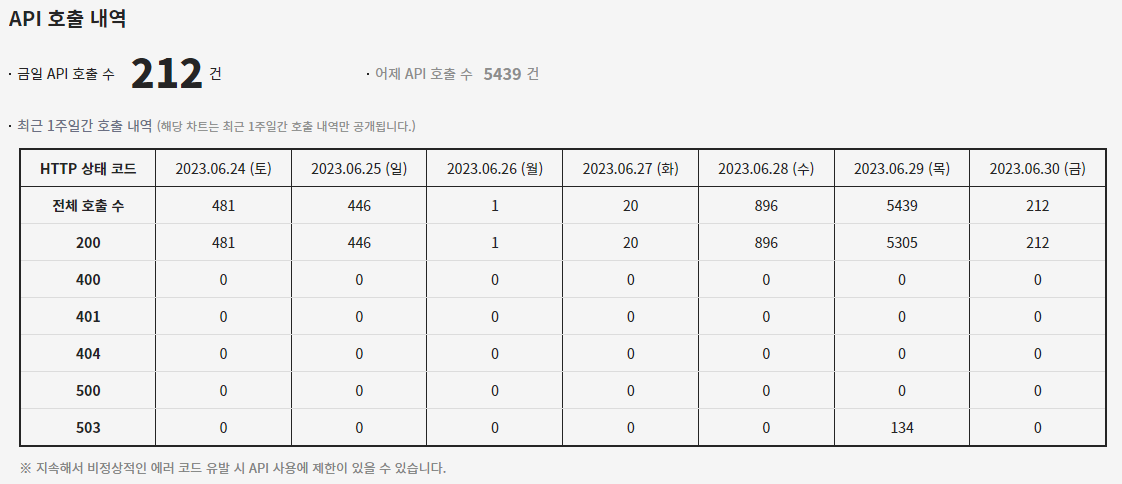 API 호출 내역
· 금일 API 호출 수 212 건 · 어제 API 호출 수 5439 건
· 최근 1주일간 호출 내역 (해당 차트는 최근 1주일간 호출 내역만 공개됩니다.)
HTTP 상태 코드 2023.06.24 (토) 2023.06.25 (일) 2023.06.26 (월) 2023.06.27 (화) 2023.06.28 (수) 2023.06.29 (목) 2023.06.30 (금)
전체 호출 수 481 446 1 20 896 5439 212
200 481 446 1 20 896 5305 212
400 0 0 0 0 0 0 0
401 0 0 0 0 0 0 0
404 0 0 0 0 0 0 0
500 0 0 0 0 0 0 0
503 0 0 0 0 0 134 0
※ 지속해서 비정상적인 에러 코드 유발 시 API 사용에 제한이 있을 수 있습니다.